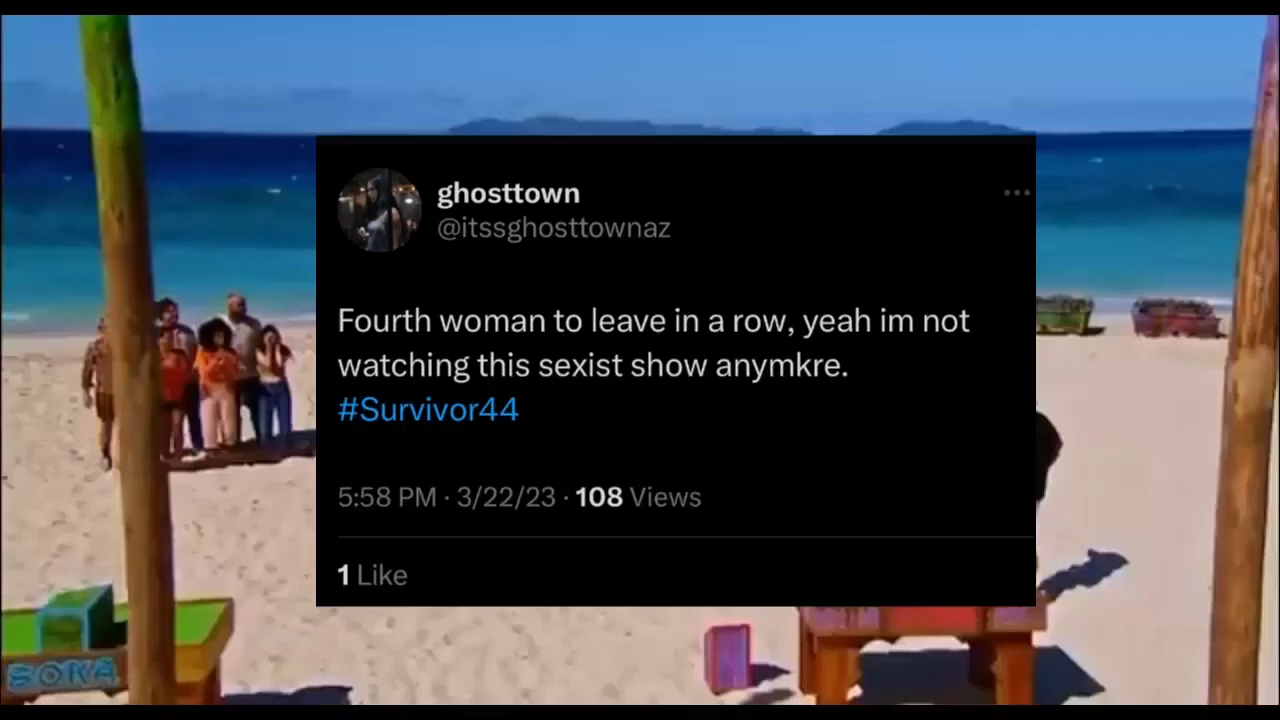 ghosttown
@itssghosttownaz
Fourth woman to leave in a row, yeah im not
watching this sexist show anymkre.
#Survivor44
5:58 PM · 3/22/23 · 108 Views
1 Like
SOKA